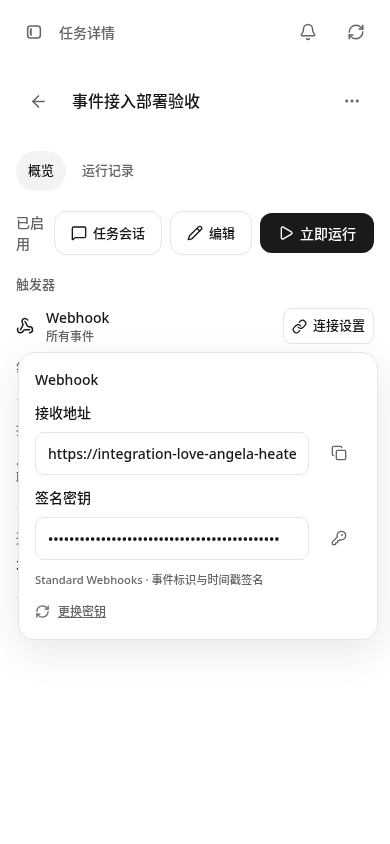 任务详情
事件接入部署验收
概览 运行记录
已启用
任务会话 编辑 立即运行
触发器
Webhook
所有事件
连接设置
Webhook
接收地址
https://integration-love-angela-heate
签名密钥
••••••••••••••••••••••••••••••••••••••••••••
Standard Webhooks · 事件标识与时间戳签名
更换密钥